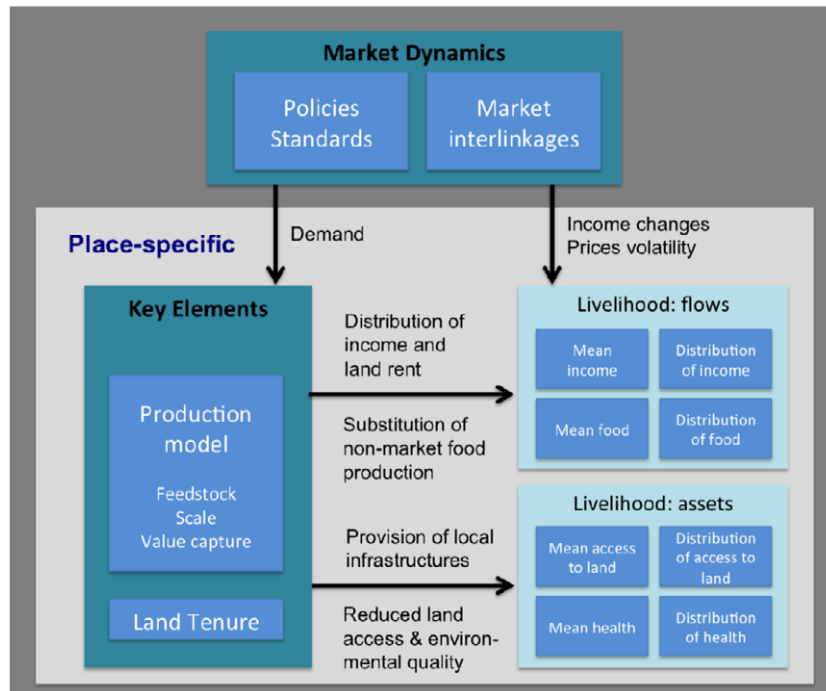 Market Dynamics
Policies
Standards
Market
interlinkages
Place-specific
Demand
Income changes
Prices volatility
Key Elements
Production
model
Feedstock
Scale
Value capture
Land Tenure
Distribution of
income and
land rent
Substitution of
non-market food
production
Provision of local
infrastructures
Reduced land
access & environ-
mental quality
Livelihood: flows
Mean
income
Distribution
of income
Mean food
Distribution
of food
Livelihood: assets
Mean access
to land
Distribution
of access to
land
Mean health
Distribution
of health